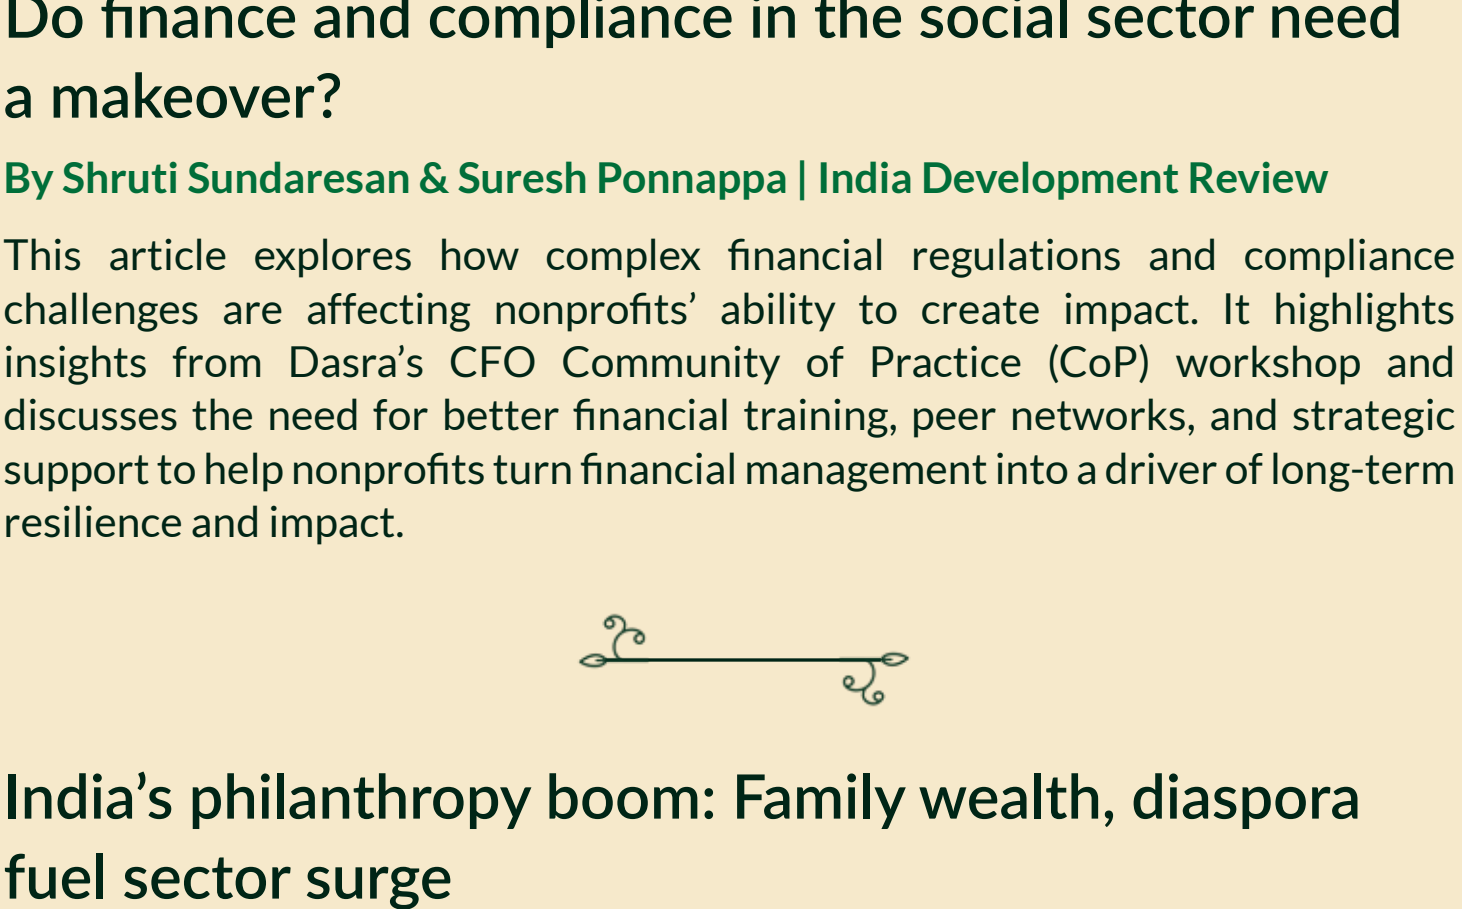 Do finance and compliance in the social sector need
a makeover?
By Shruti Sundaresan & Suresh Ponnappa | India Development Review
This article explores how complex financial regulations and compliance
challenges are affecting nonprofits’ ability to create impact. It highlights
insights from Dasra’s CFO Community of Practice (CoP) workshop and
discusses the need for better financial training, peer networks, and strategic
support to help nonprofits turn financial management into a driver of long-term
resilience and impact.
India’s philanthropy boom: Family wealth, diaspora
fuel sector surge